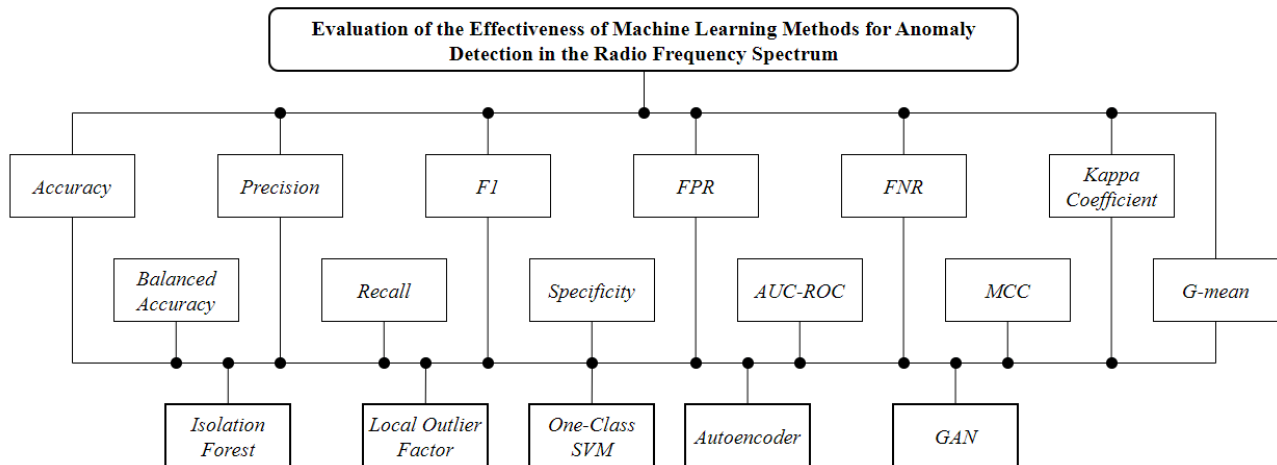 Evaluation of the Effectiveness of Machine Learning Methods for Anomaly
Detection in the Radio Frequency Spectrum
Accuracy
Precision
F1
FPR
FNR
Kappa
Coefficient
Balanced
Accuracy
Recall
Specificity
AUC-ROC
MCC
G-mean
Isolation
Forest
Local Outlier
Factor
One-Class
SVM
Autoencoder
GAN